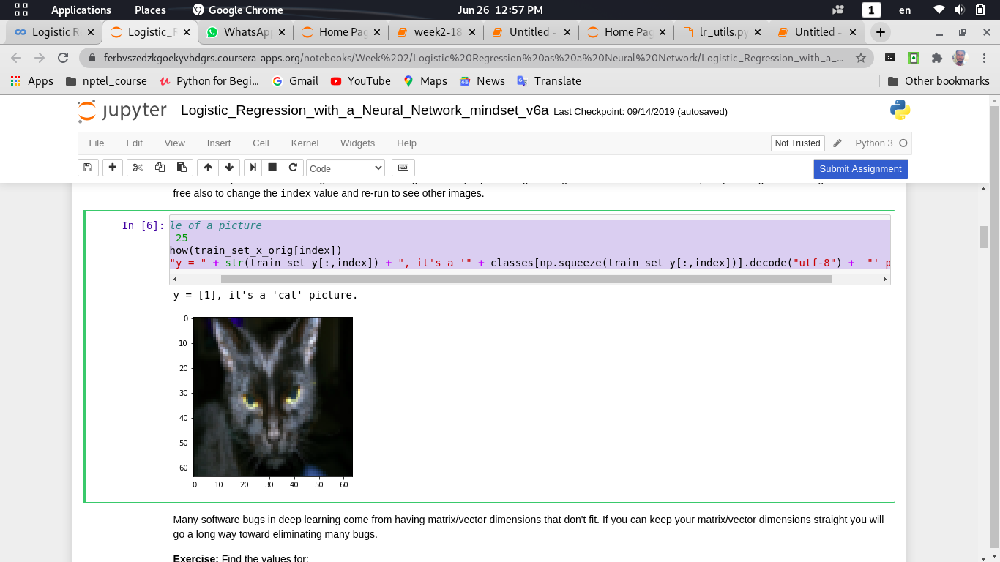 Applications Places Google Chrome Jun 26 12:57 PM 1 en
Logistic R Logistic_R WhatsApp Home Pag week2-18 Untitled - Home Pag lr_utils.py Untitled -
ferbvszedzkgoekyvbdgrs.coursera-apps.org/notebooks/Week%202/Logistic%20Regression%20as%20a%20Neural%20Network/Logistic_Regression_with_a_...
Apps nptel_course Python for Begi... Gmail YouTube Maps News Translate Other bookmarks
jupyter Logistic_Regression_with_a_Neural_Network_mindset_v6a Last Checkpoint: 09/14/2019 (autosaved)
File Edit View Insert Cell Kernel Widgets Help Not Trusted Python 3
Code Submit Assignment
free also to change the index value and re-run to see other images.
In [6]: le of a picture
25
how(train_set_x_orig[index])
"y = " + str(train_set_y[:,index]) + ", it's a '" + classes[np.squeeze(train_set_y[:,index])].decode("utf-8") + "' p
y = [1], it's a 'cat' picture.
0
10
20
30
40
50
60
0 10 20 30 40 50 60
Many software bugs in deep learning come from having matrix/vector dimensions that don't fit. If you can keep your matrix/vector dimensions straight you will
go a long way toward eliminating many bugs.
Exercise: Find the values for: